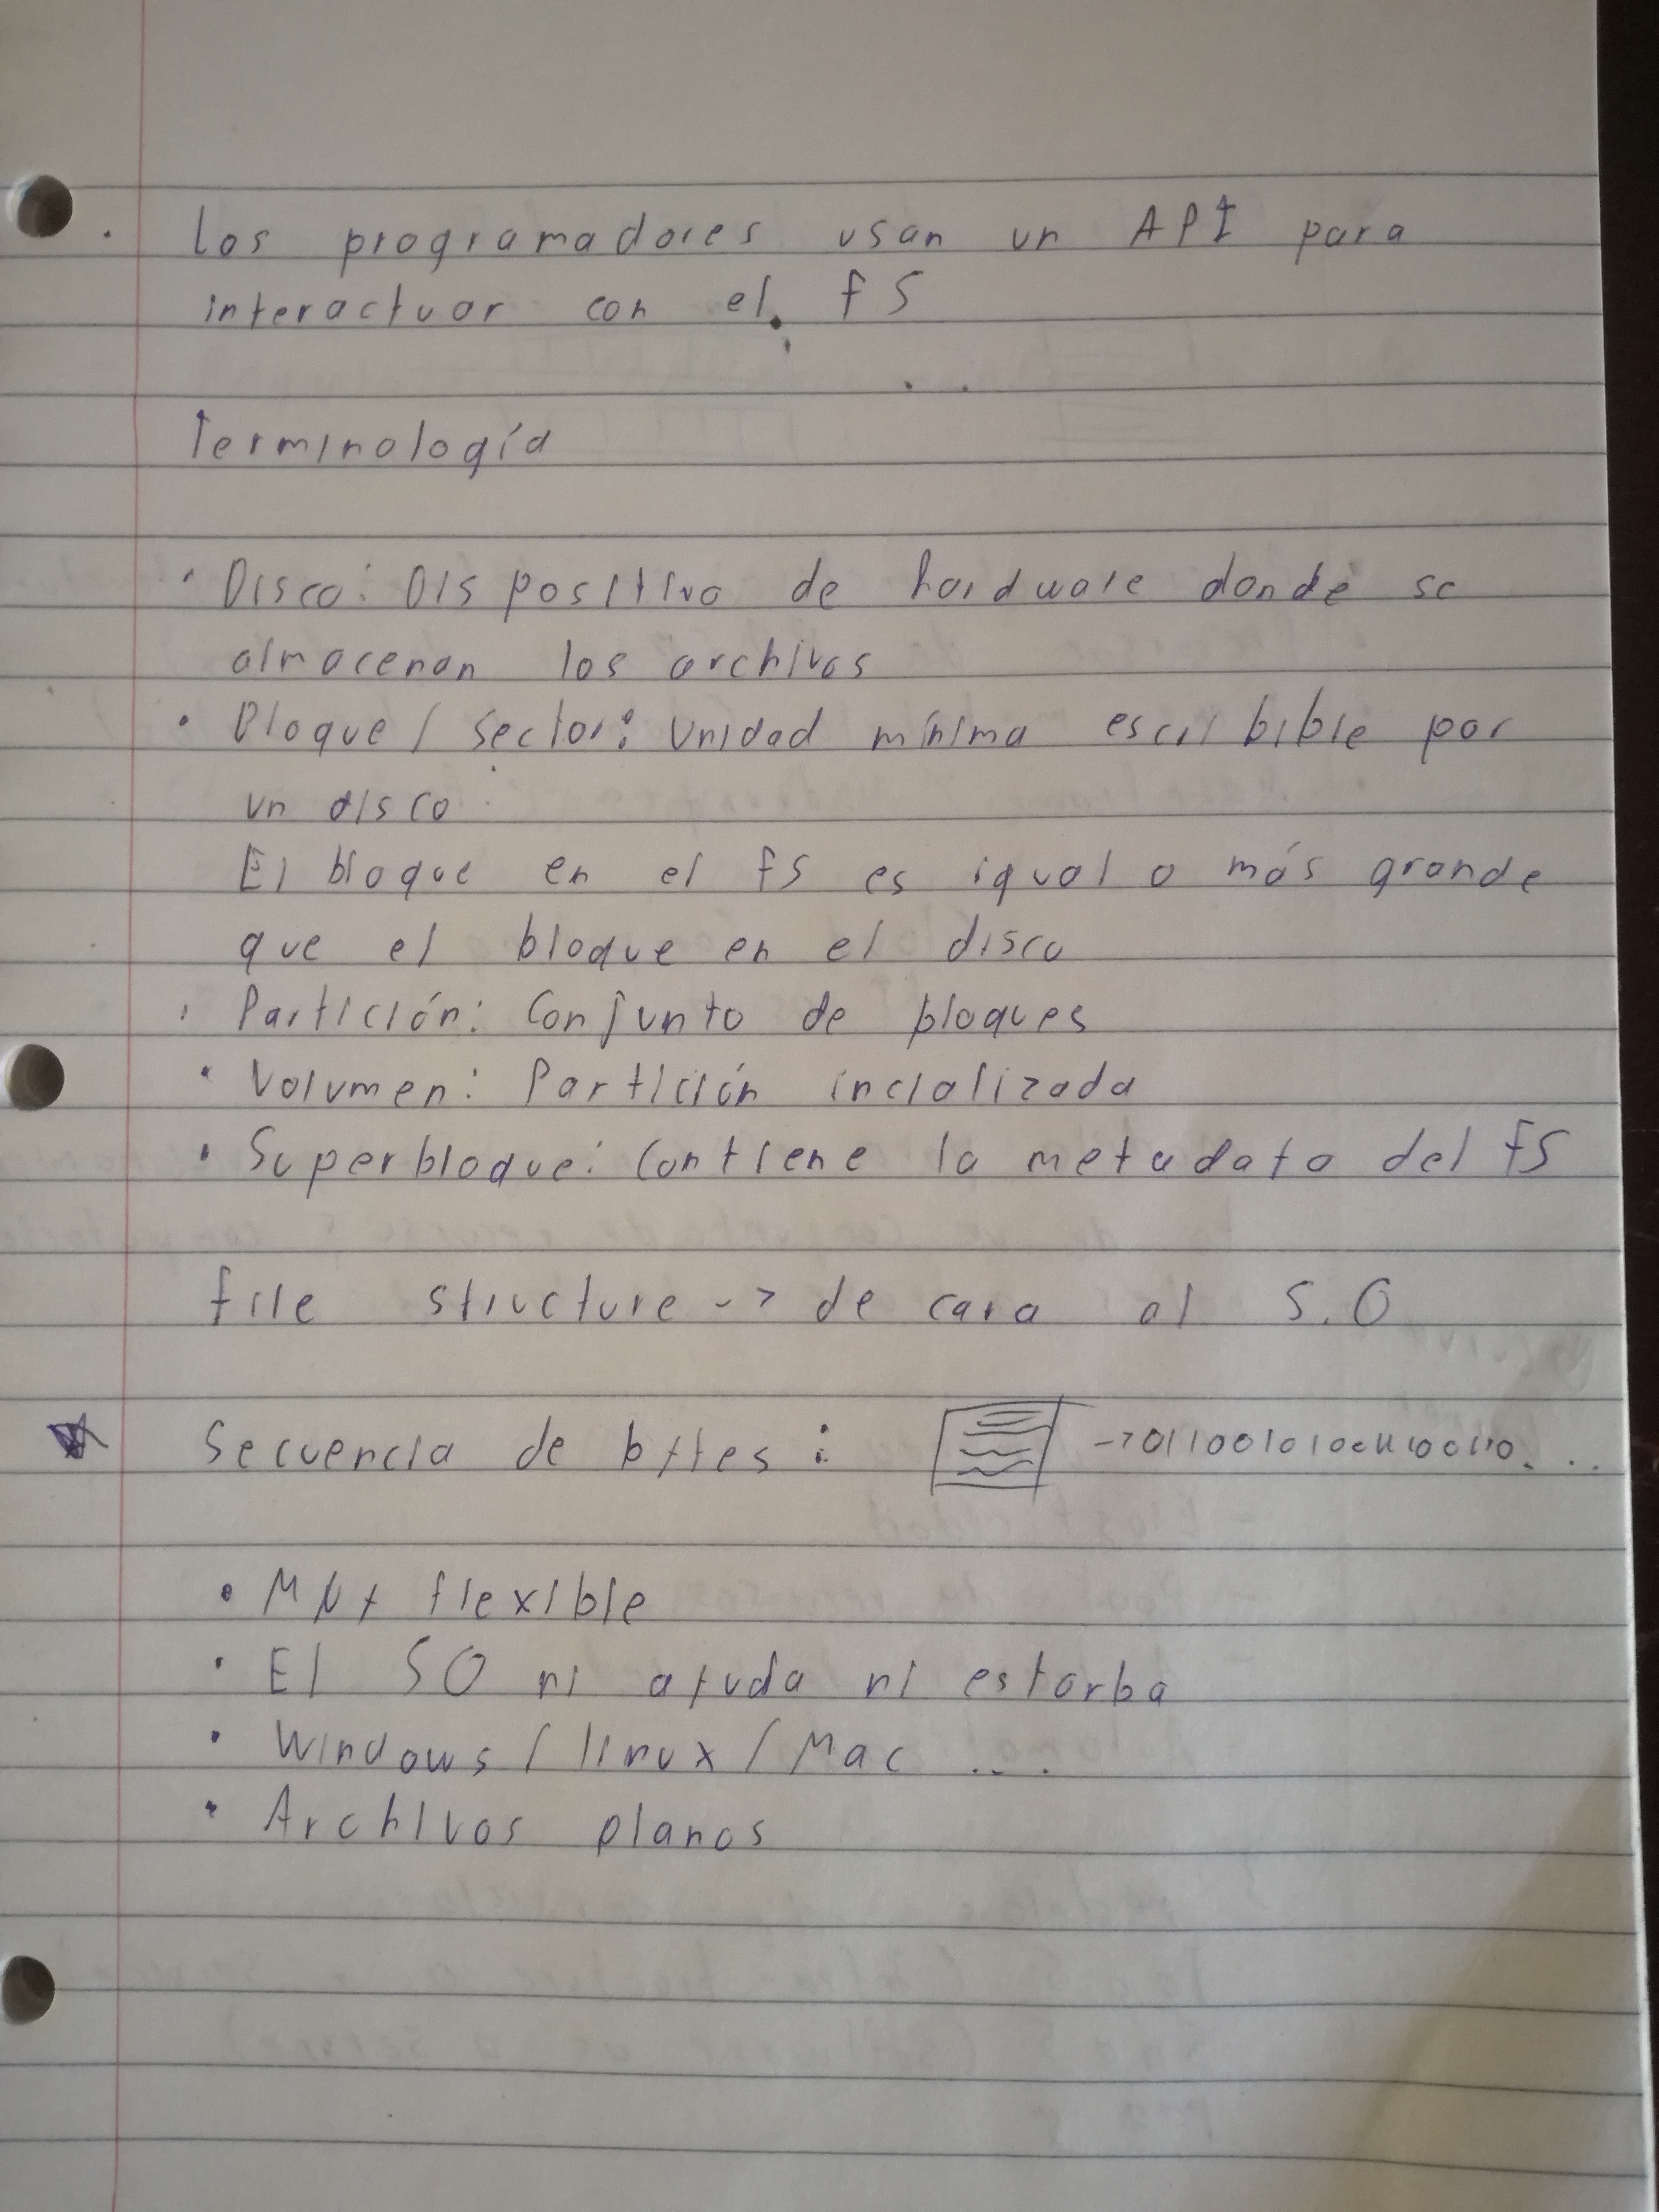 . Los programadores usan un API para
interactuar con el FS
Terminología
· Disco: Dispositivo de hardware donde se
almacenan los archivos
· Bloque / Sector: Unidad mínima escribible por
un disco
El bloque en el FS es igual o más grande
que el bloque en el disco
· Partición: Conjunto de bloques
· Volumen: Partición incializada
· Superbloque: Contiene la metadata del FS
File structure -> de cara al S.O
Secuencia de bytes :
• Muy flexible
· El SO ni ayuda ni estorba
· Windows / linux / Mac ...
· Archivos planos